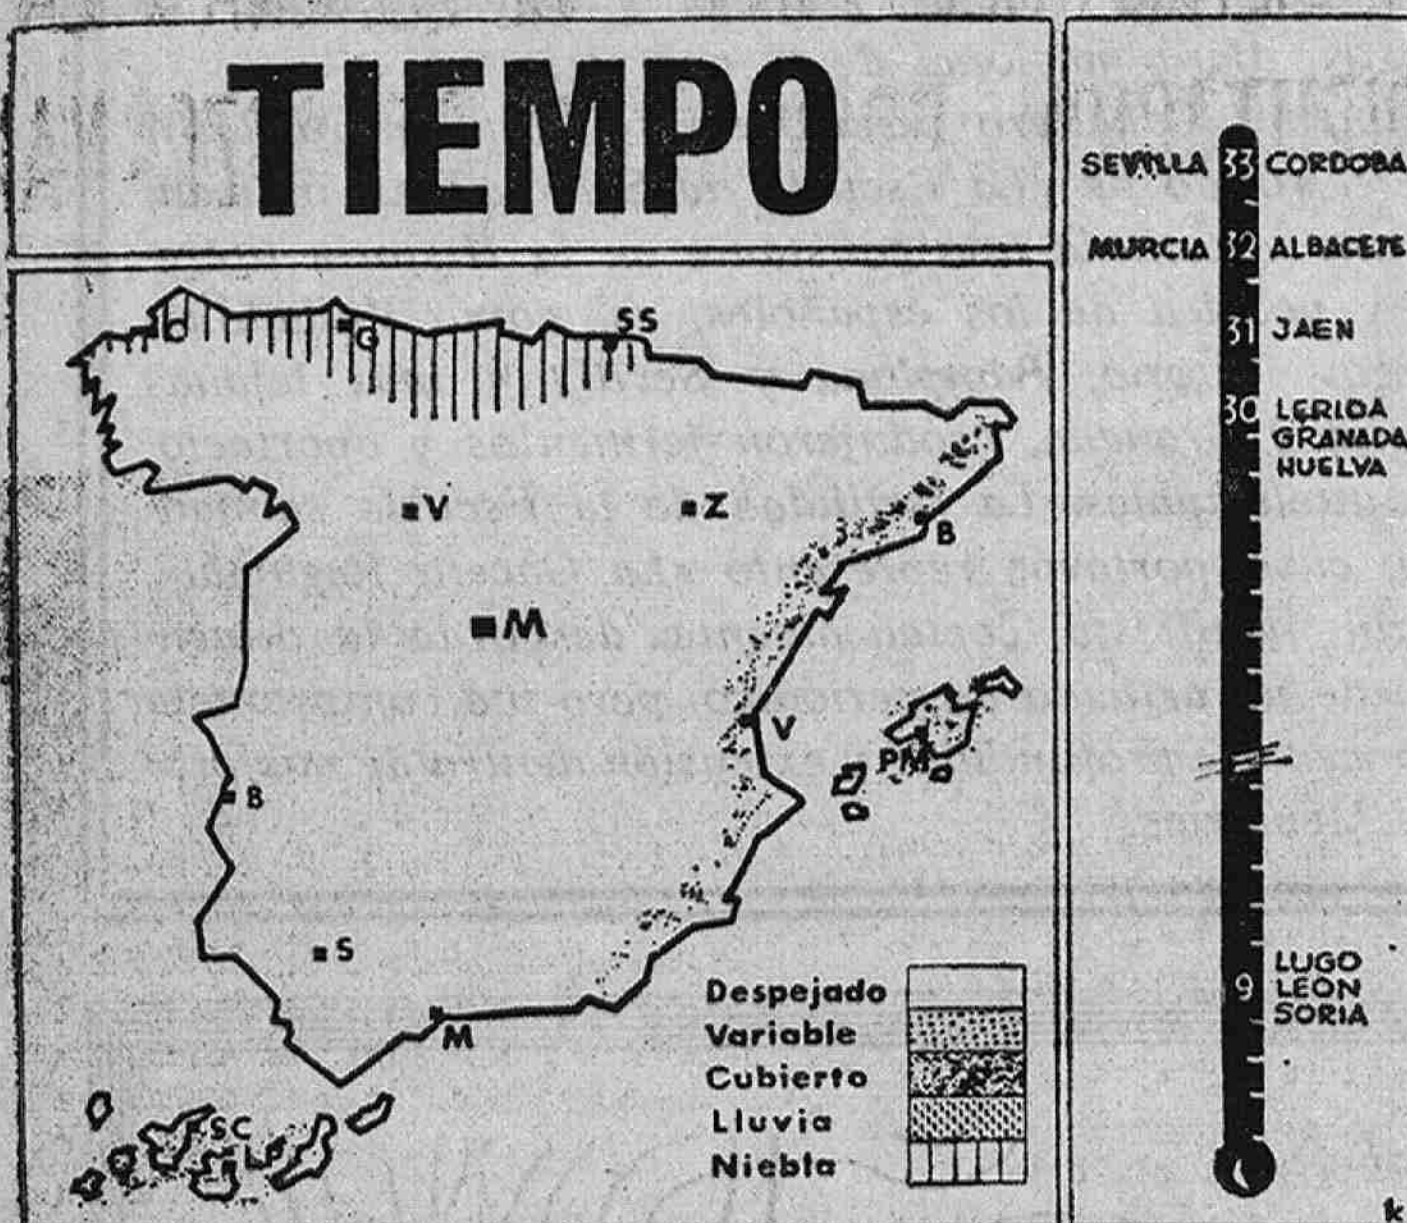 TIEMPO
C
G
SS
V
Z
B
M
V
PM
B
S
M
SC
L
Despejado
Variable
Cubierto
Lluvia
Niebla
SEVILLA 33 CORDOBA
MURCIA 32 ALBACETE
31 JAEN
30 LERIDA
GRANADA
HUELVA
LUGO
9 LEON
SORIA
k